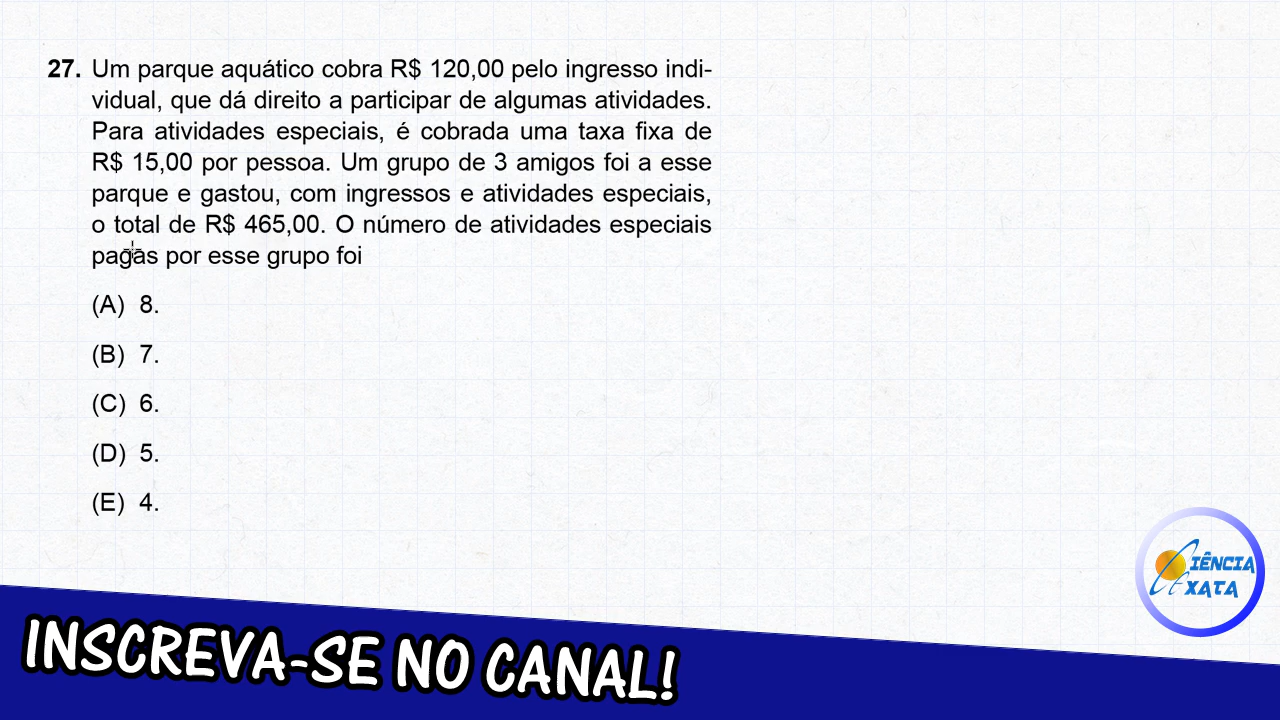 27. Um parque aquático cobra R$ 120,00 pelo ingresso indi-
vidual, que dá direito a participar de algumas atividades.
Para atividades especiais, é cobrada uma taxa fixa de
R$ 15,00 por pessoa. Um grupo de 3 amigos foi a esse
parque e gastou, com ingressos e atividades especiais,
o total de R$ 465,00. O número de atividades especiais
pagas por esse grupo foi
(A) 8.
(B) 7.
(C) 6.
(D) 5.
(E) 4.
CIÊNCIA
EXATA
INSCREVA-SE NO CANAL!